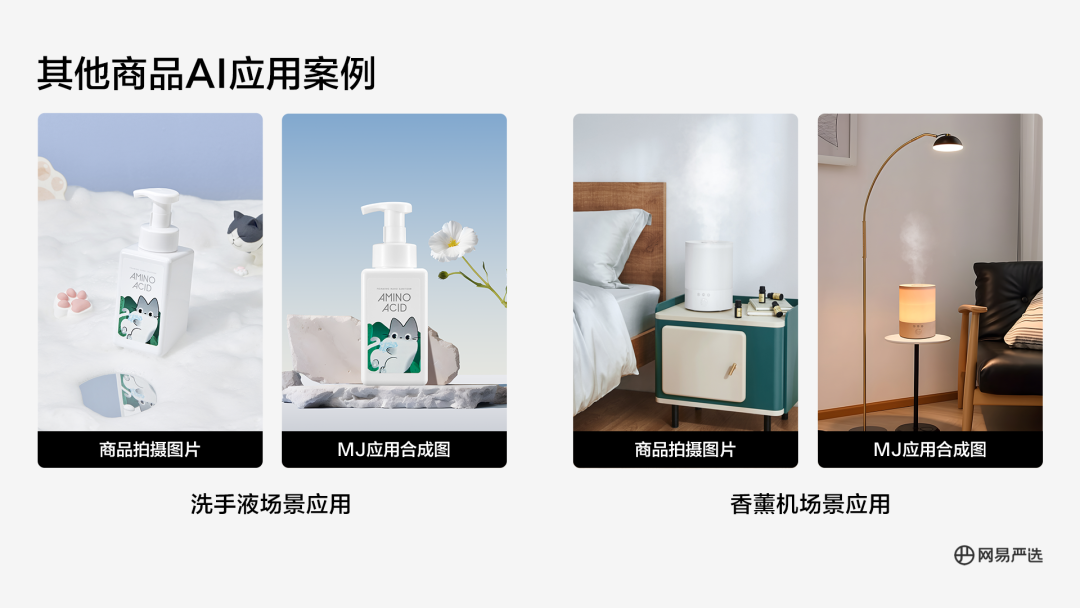 其他商品AI应用案例
AMINO
ACID
AMINO
ACID
商品拍摄图片
MJ应用合成图
商品拍摄图片
MJ应用合成图
洗手液场景应用
香薰机场景应用
网易严选